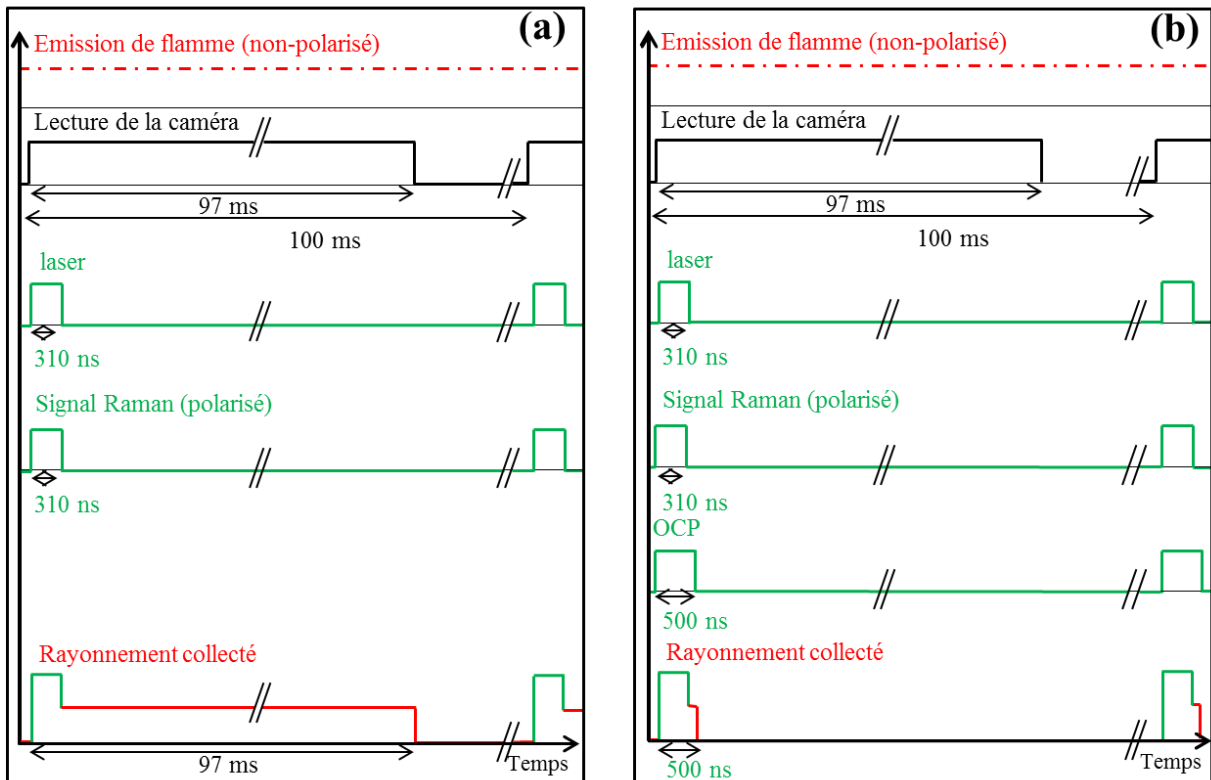 (a)
Emission de flamme (non-polarisé)
Lecture de la caméra
97 ms
100 ms
laser
310 ns
Signal Raman (polarisé)
310 ns
Rayonnement collecté
Temps
97 ms
(b)
Emission de flamme (non-polarisé)
Lecture de la caméra
97 ms
100 ms
laser
310 ns
Signal Raman (polarisé)
310 ns
OCP
500 ns
Rayonnement collecté
Temps
500 ns